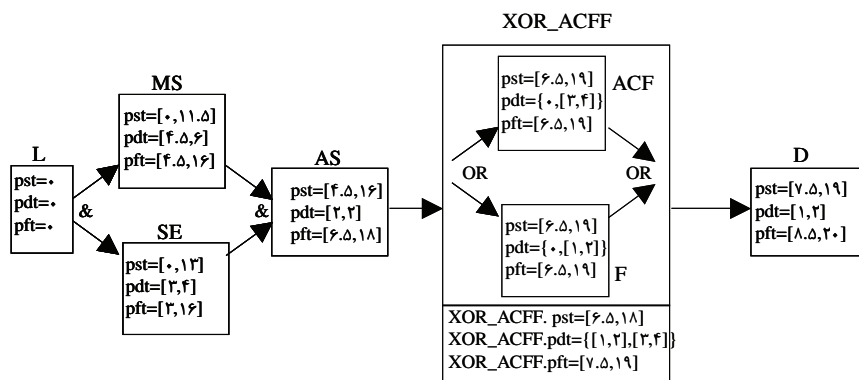 L
pst=۰
pdt=۰
pft=۰
&
MS
pst=[۰,۱۱.۵]
pdt=[۴.۵,۶]
pft=[۴.۵,۱۶]
SE
pst=[۰,۱۳]
pdt=[۳,۴]
pft=[۳,۱۶]
&
AS
pst=[۴.۵,۱۶]
pdt=[۲,۲]
pft=[۶.۵,۱۸]
XOR_ACFF
OR
ACF
pst=[۶.۵,۱۹]
pdt={۰,[۳,۴]}
pft=[۶.۵,۱۹]
pst=[۶.۵,۱۹]
pdt={۰,[۱,۲]}
pft=[۶.۵,۱۹]
F
OR
XOR_ACFF. pst=[۶.۵,۱۸]
XOR_ACFF.pdt={[۱,۲],[۳,۴]}
XOR_ACFF.pft=[۷.۵,۱۹]
D
pst=[۷.۵,۱۹]
pdt=[۱,۲]
pft=[۸.۵,۲۰]